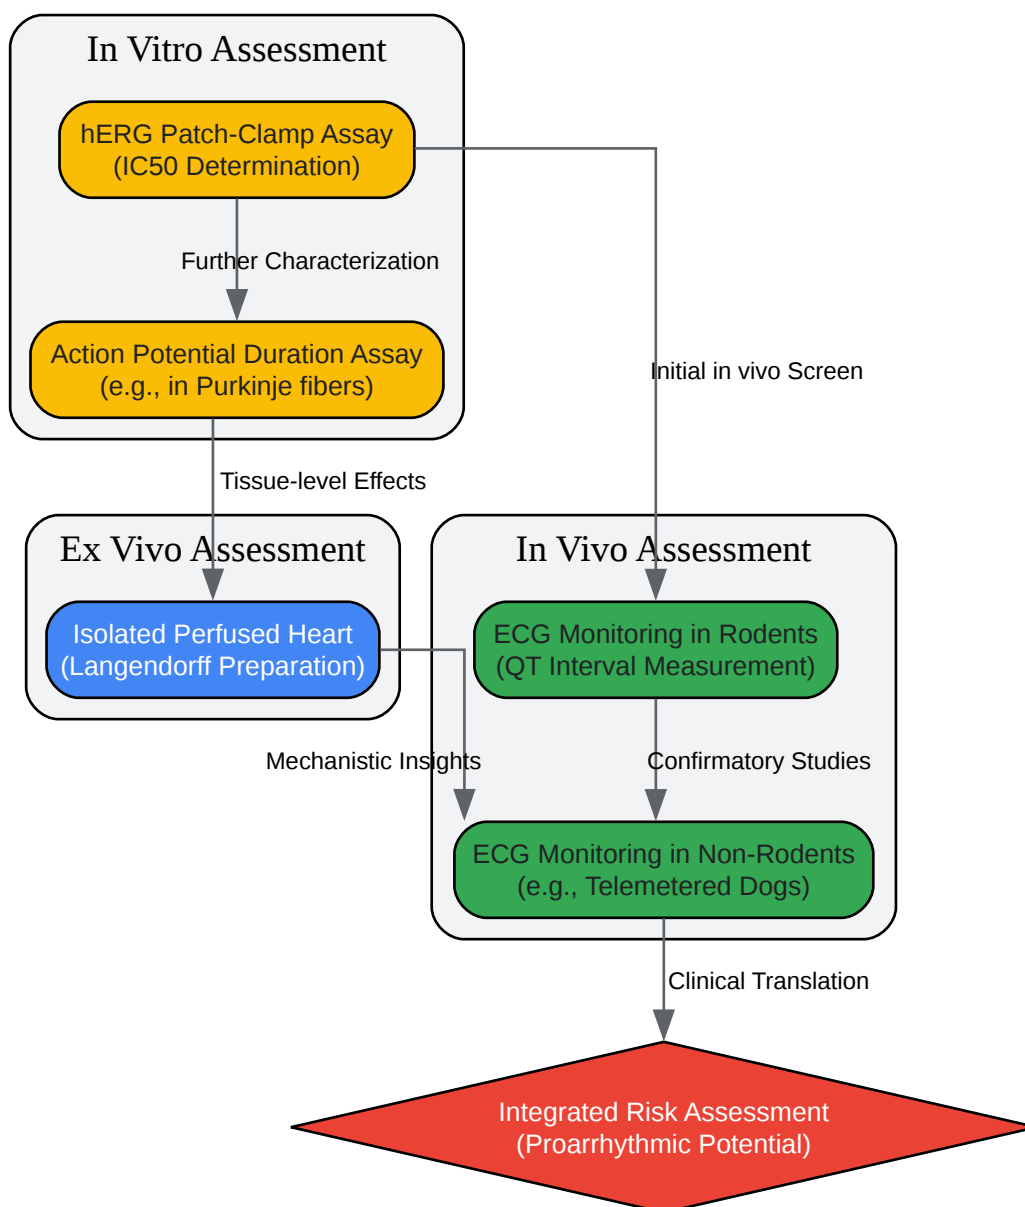 In Vitro Assessment
hERG Patch-Clamp Assay
(IC50 Determination)
Further Characterization
Action Potential Duration Assay
(e.g., in Purkinje fibers)
Initial in vivo Screen
Tissue-level Effects
Ex Vivo Assessment
In Vivo Assessment
Isolated Perfused Heart
(Langendorff Preparation)
ECG Monitoring in Rodents
(QT Interval Measurement)
Mechanistic Insights
Confirmatory Studies
ECG Monitoring in Non-Rodents
(e.g., Telemetered Dogs)
Clinical Translation
Integrated Risk Assessment
(Proarrhythmic Potential)